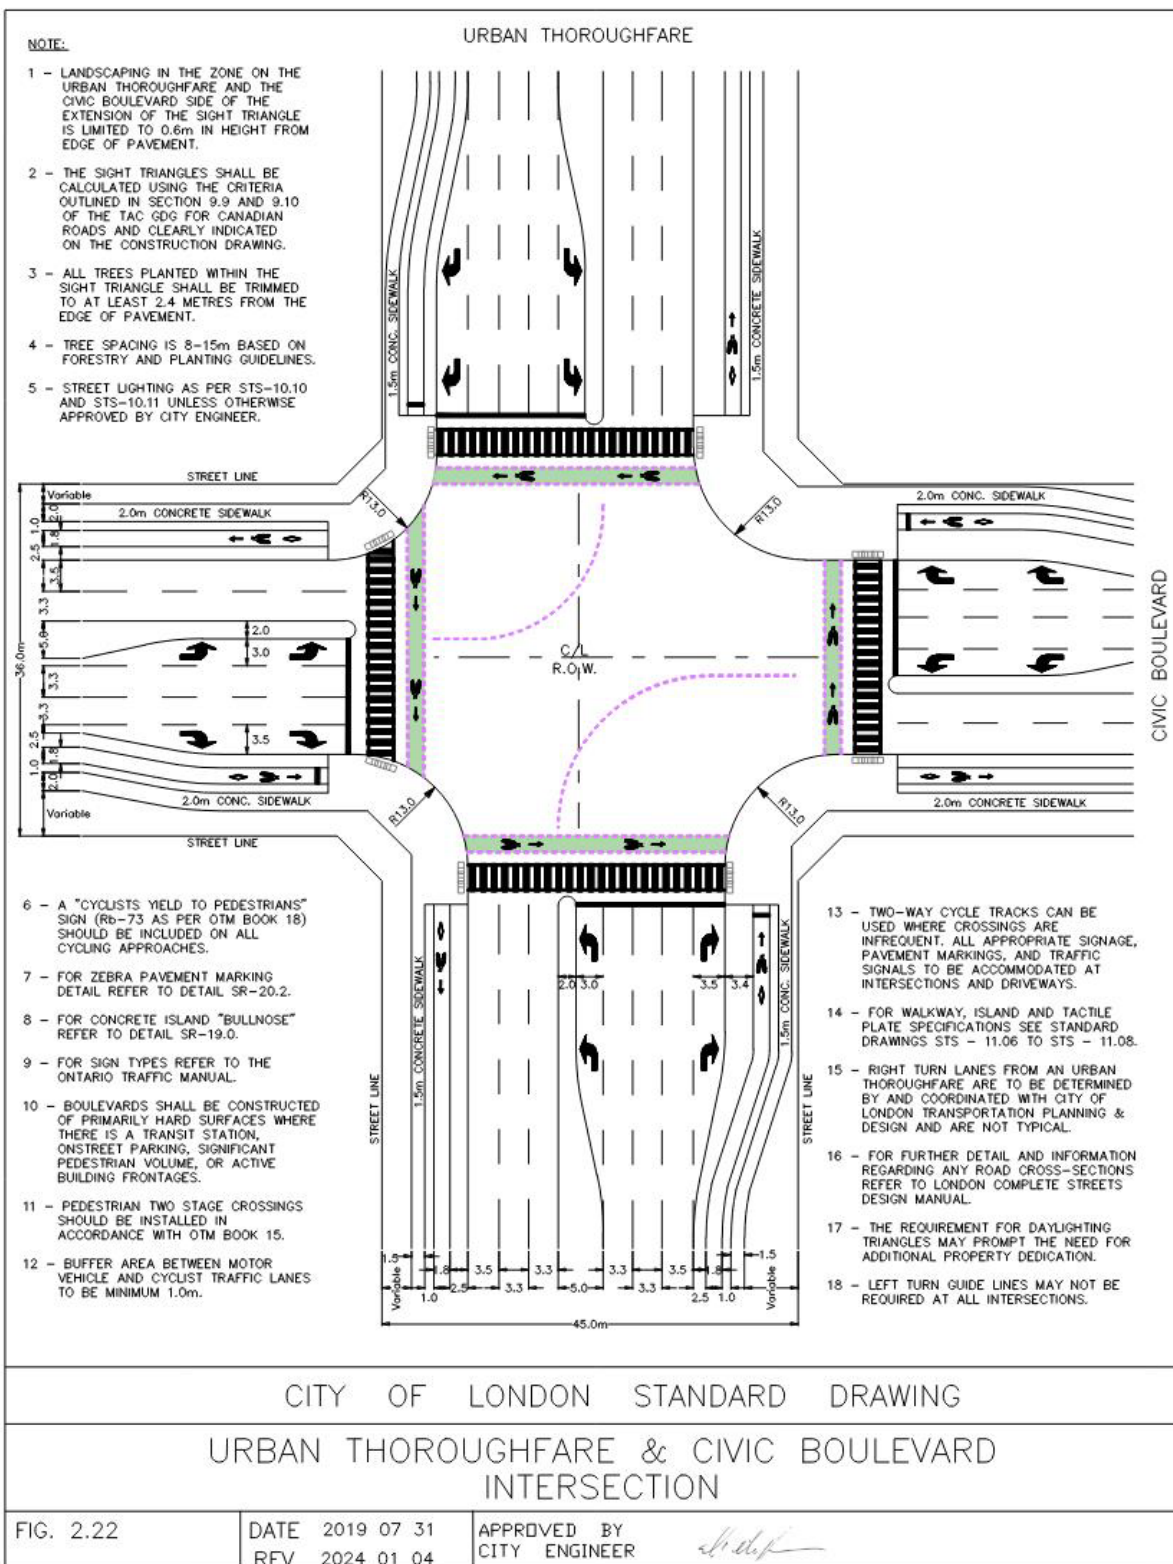 URBAN THOROUGHFARE
NOTE:
1 - LANDSCAPING IN THE ZONE ON THE
URBAN THOROUGHFARE AND THE
CIVIC BOULEVARD SIDE OF THE
EXTENSION OF THE SIGHT TRIANGLE
IS LIMITED TO 0.6m IN HEIGHT FROM
EDGE OF PAVEMENT.
2 - THE SIGHT TRIANGLES SHALL BE
CALCULATED USING THE CRITERIA
OUTLINED IN SECTION 9.9 AND 9.10
OF THE TAC GDG FOR CANADIAN
ROADS AND CLEARLY INDICATED
ON THE CONSTRUCTION DRAWING.
3 - ALL TREES PLANTED WITHIN THE
SIGHT TRIANGLE SHALL BE TRIMMED
TO AT LEAST 2.4 METRES FROM THE
EDGE OF PAVEMENT.
4 - TREE SPACING IS 8-15m BASED ON
FORESTRY AND PLANTING GUIDELINES.
5 - STREET LIGHTING AS PER STS-10.10
AND STS-10.11 UNLESS OTHERWISE
APPROVED BY CITY ENGINEER.
1.5m CONC. SIDEWALK
1.5m CONCRETE SIDEWALK
STREET LINE
Variable
2.0
2.0m CONCRETE SIDEWALK
1.0
1.8
2.5
3.5
3.3
5.0
2.0
3.0
36.0m
3.3
3.3
3.5
2.5
1.8
1.0
2.0
2.0m CONC. SIDEWALK
Variable
STREET LINE
R13.0
R13.0
R13.0
R13.0
C/L
R.O.W.
2.0m CONC. SIDEWALK
2.0m CONCRETE SIDEWALK
CIVIC BOULEVARD
6 - A "CYCLISTS YIELD TO PEDESTRIANS"
SIGN (Rb-73 AS PER OTM BOOK 18)
SHOULD BE INCLUDED ON ALL
CYCLING APPROACHES.
7 - FOR ZEBRA PAVEMENT MARKING
DETAIL REFER TO DETAIL SR-20.2.
8 - FOR CONCRETE ISLAND "BULLNOSE"
REFER TO DETAIL SR-19.0.
9 - FOR SIGN TYPES REFER TO THE
ONTARIO TRAFFIC MANUAL.
10 - BOULEVARDS SHALL BE CONSTRUCTED
OF PRIMARILY HARD SURFACES WHERE
THERE IS A TRANSIT STATION,
ONSTREET PARKING, SIGNIFICANT
PEDESTRIAN VOLUME, OR ACTIVE
BUILDING FRONTAGES.
11 - PEDESTRIAN TWO STAGE CROSSINGS
SHOULD BE INSTALLED IN
ACCORDANCE WITH OTM BOOK 15.
12 - BUFFER AREA BETWEEN MOTOR
VEHICLE AND CYCLIST TRAFFIC LANES
TO BE MINIMUM 1.0m.
STREET LINE
1.5m CONCRETE SIDEWALK
2.0 3.0
3.5 3.4
1.5m CONC. SIDEWALK
STREET LINE
1.5
1.8 3.5 3.3 3.3 3.5 1.8
1.5
Variable
1.0 2.5 3.3 5.0 3.3 2.5 1.0
Variable
45.0m
13 - TWO-WAY CYCLE TRACKS CAN BE
USED WHERE CROSSINGS ARE
INFREQUENT. ALL APPROPRIATE SIGNAGE,
PAVEMENT MARKINGS, AND TRAFFIC
SIGNALS TO BE ACCOMMODATED AT
INTERSECTIONS AND DRIVEWAYS.
14 - FOR WALKWAY, ISLAND AND TACTILE
PLATE SPECIFICATIONS SEE STANDARD
DRAWINGS STS - 11.06 TO STS - 11.08.
15 - RIGHT TURN LANES FROM AN URBAN
THOROUGHFARE ARE TO BE DETERMINED
BY AND COORDINATED WITH CITY OF
LONDON TRANSPORTATION PLANNING &
DESIGN AND ARE NOT TYPICAL.
16 - FOR FURTHER DETAIL AND INFORMATION
REGARDING ANY ROAD CROSS-SECTIONS
REFER TO LONDON COMPLETE STREETS
DESIGN MANUAL.
17 - THE REQUIREMENT FOR DAYLIGHTING
TRIANGLES MAY PROMPT THE NEED FOR
ADDITIONAL PROPERTY DEDICATION.
18 - LEFT TURN GUIDE LINES MAY NOT BE
REQUIRED AT ALL INTERSECTIONS.
CITY OF LONDON STANDARD DRAWING
URBAN THOROUGHFARE & CIVIC BOULEVARD
INTERSECTION
FIG. 2.22
DATE 2019 07 31
REV 2024 01 04
APPROVED BY
CITY ENGINEER